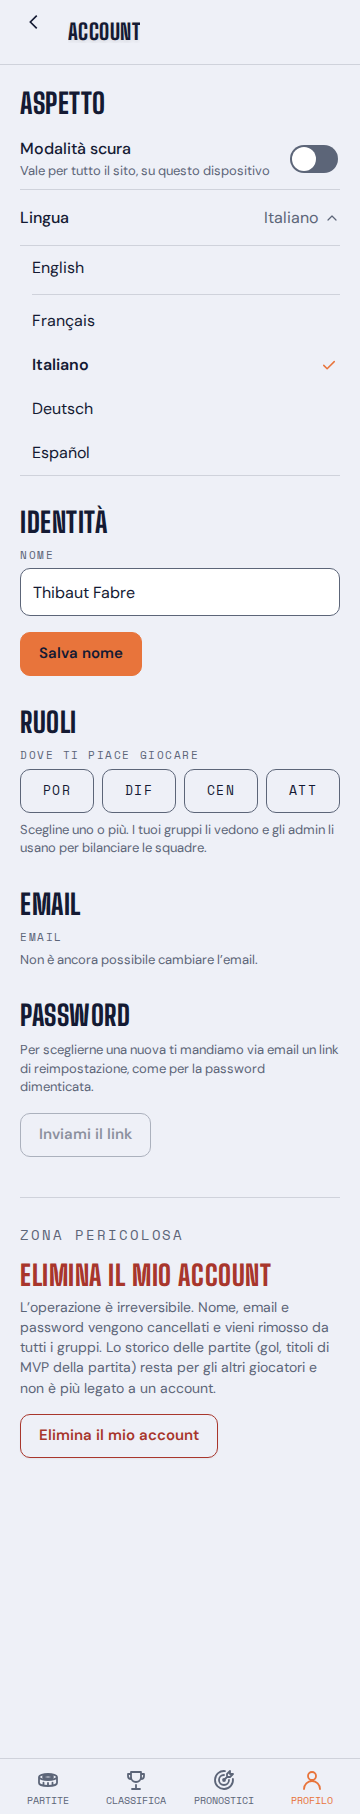 ACCOUNT
ASPETTO
Modalità scura
Vale per tutto il sito, su questo dispositivo
Lingua
Italiano
English
Français
Italiano
Deutsch
Español
IDENTITÀ
NOME
Thibaut Fabre
Salva nome
RUOLI
DOVE TI PIACE GIOCARE
POR DIF CEN ATT
Scegline uno o più. I tuoi gruppi li vedono e gli admin li
usano per bilanciare le squadre.
EMAIL
EMAIL
Non è ancora possibile cambiare l'email.
PASSWORD
Per sceglierne una nuova ti mandiamo via email un link
di reimpostazione, come per la password
dimenticata.
Inviami il link
ZONA PERICOLOSA
ELIMINA IL MIO ACCOUNT
L'operazione è irreversibile. Nome, email e
password vengono cancellati e vieni rimosso da
tutti i gruppi. Lo storico delle partite (gol, titoli di
MVP della partita) resta per gli altri giocatori e
non è più legato a un account.
Elimina il mio account
PARTITE CLASSIFICA PRONOSTICI PROFILO